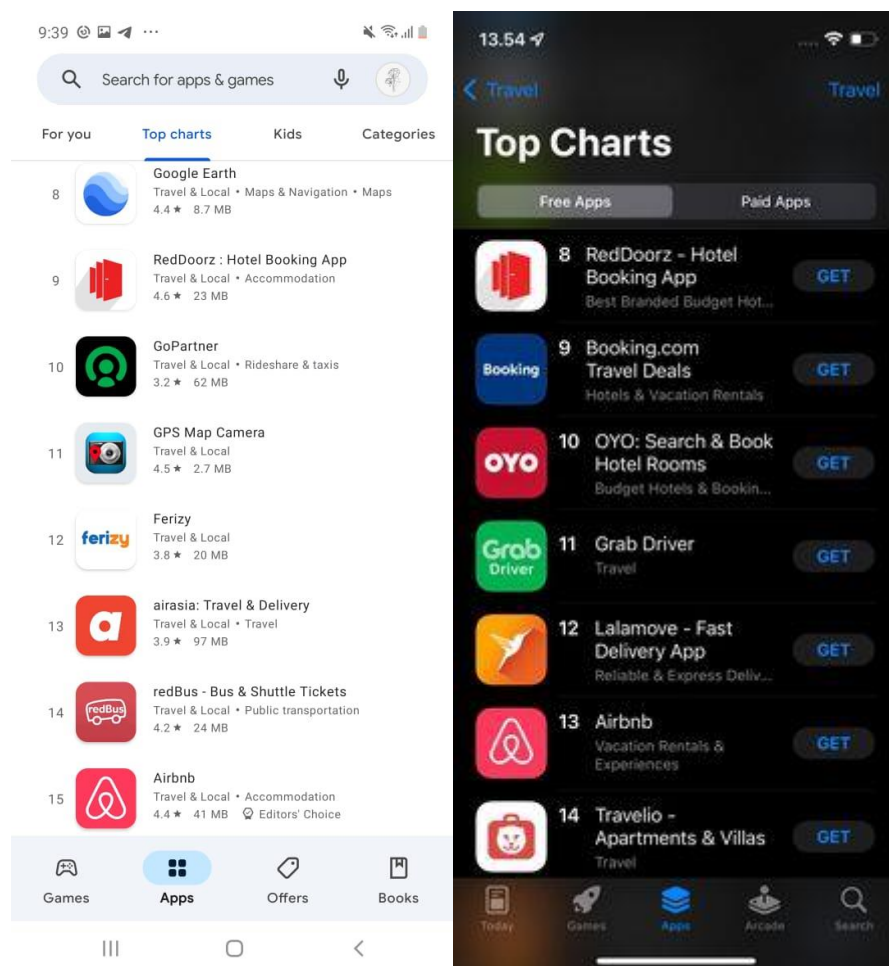 9:39
Search for apps & games
For you Top charts Kids Categories
8
Google Earth
Travel & Local • Maps & Navigation • Maps
4.4 ★ 8.7 MB
9
RedDoorz : Hotel Booking App
Travel & Local • Accommodation
4.6 ★ 23 MB
10
GoPartner
Travel & Local • Rideshare & taxis
3.2 ★ 62 MB
11
GPS Map Camera
Travel & Local
4.5 ★ 2.7 MB
12
ferizy
Ferizy
Travel & Local
3.8 ★ 20 MB
13
a
airasia: Travel & Delivery
Travel & Local • Travel
3.9 ★ 97 MB
14
redBus
redBus - Bus & Shuttle Tickets
Travel & Local • Public transportation
4.2 ★ 24 MB
15
Airbnb
Travel & Local • Accommodation
4.4 ★ 41 MB Editors' Choice
Games Apps Offers Books
13.54
Travel Travel
Top Charts
Free Apps Paid Apps
8 RedDoorz - Hotel
Booking App
Best Branded Budget Hot...
GET
Booking
9 Booking.com
Travel Deals
Hotels & Vacation Rentals
GET
OYO
10 OYO: Search & Book
Hotel Rooms
Budget Hotels & Bookin...
GET
Grab
Driver
11 Grab Driver
Travel
GET
12 Lalamove - Fast
Delivery App
Reliable & Express Deliv...
GET
13 Airbnb
Vacation Rentals &
Experiences
GET
14 Travelio -
Apartments & Villas
Travel
GET
Today Games Apps Arcade Search